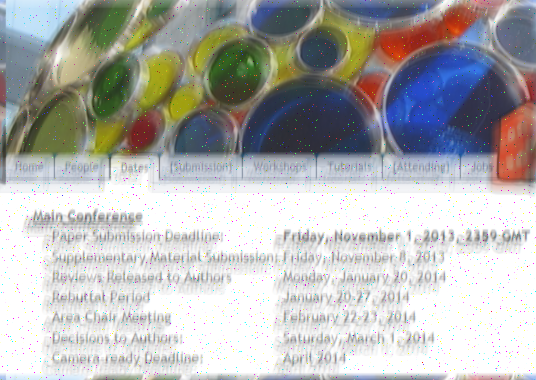 Home People Dates [Submission] Workshops Tutorials [Attending] Jobs
Main Conference
Paper Submission Deadline: Friday, November 1, 2013, 2359 GMT
Supplementary Material Submission: Friday, November 8, 2013
Reviews Released to Authors Monday, January 20, 2014
Rebuttal Period January 20-27, 2014
Area Chair Meeting February 22-23, 2014
Decisions to Authors: Saturday, March 1, 2014
Camera-ready Deadline: April 2014